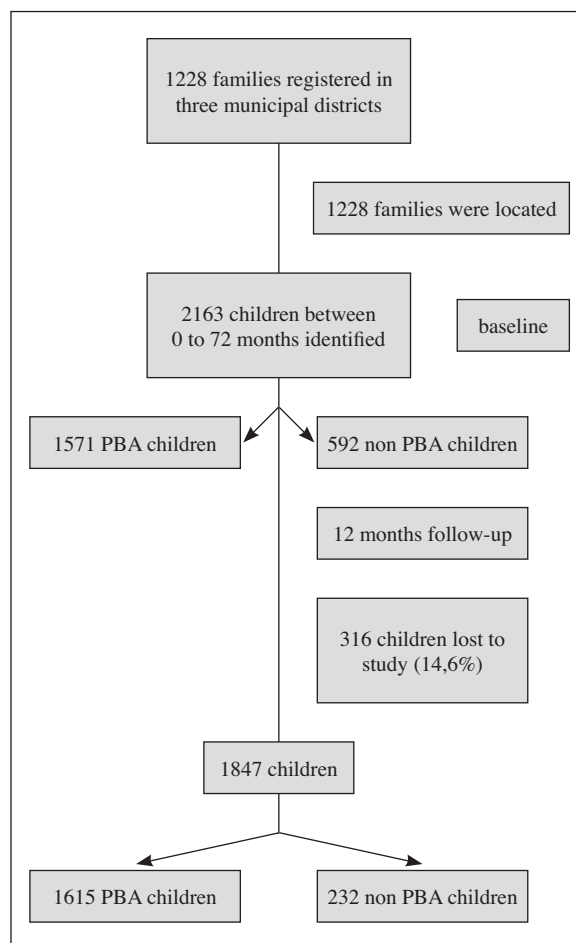 1228 families registered in
three municipal districts
1228 families were located
2163 children between
0 to 72 months identified
baseline
1571 PBA children
592 non PBA children
12 months follow-up
316 children lost to
study (14,6%)
1847 children
1615 PBA children
232 non PBA children